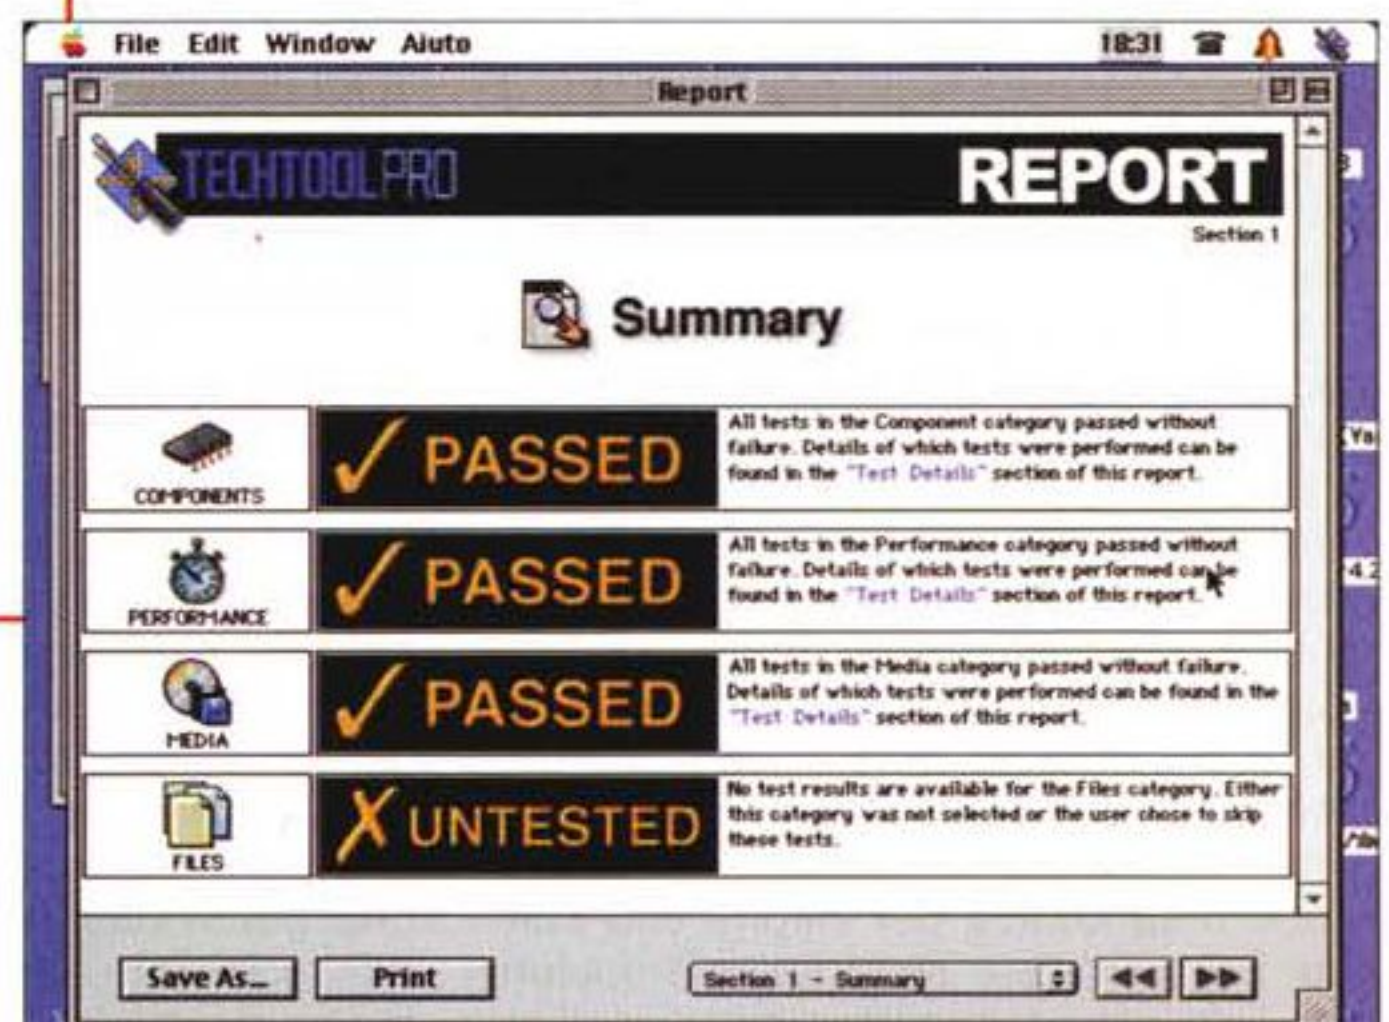 File Edit Window Aiuto 18:31
Report
TECHTOOLPRO REPORT
Section 1
Summary
COMPONENTS
PASSED
All tests in the Component category passed without
failure. Details of which tests were performed can be
found in the "Test Details" section of this report.
PERFORMANCE
PASSED
All tests in the Performance category passed without
failure. Details of which tests were performed can be
found in the "Test Details" section of this report.
MEDIA
PASSED
All tests in the Media category passed without failure.
Details of which tests were performed can be found in the
"Test Details" section of this report.
FILES
UNTESTED
No test results are available for the Files category. Either
this category was not selected or the user chose to skip
these tests.
Save As...
Print
Section 1 - Summary